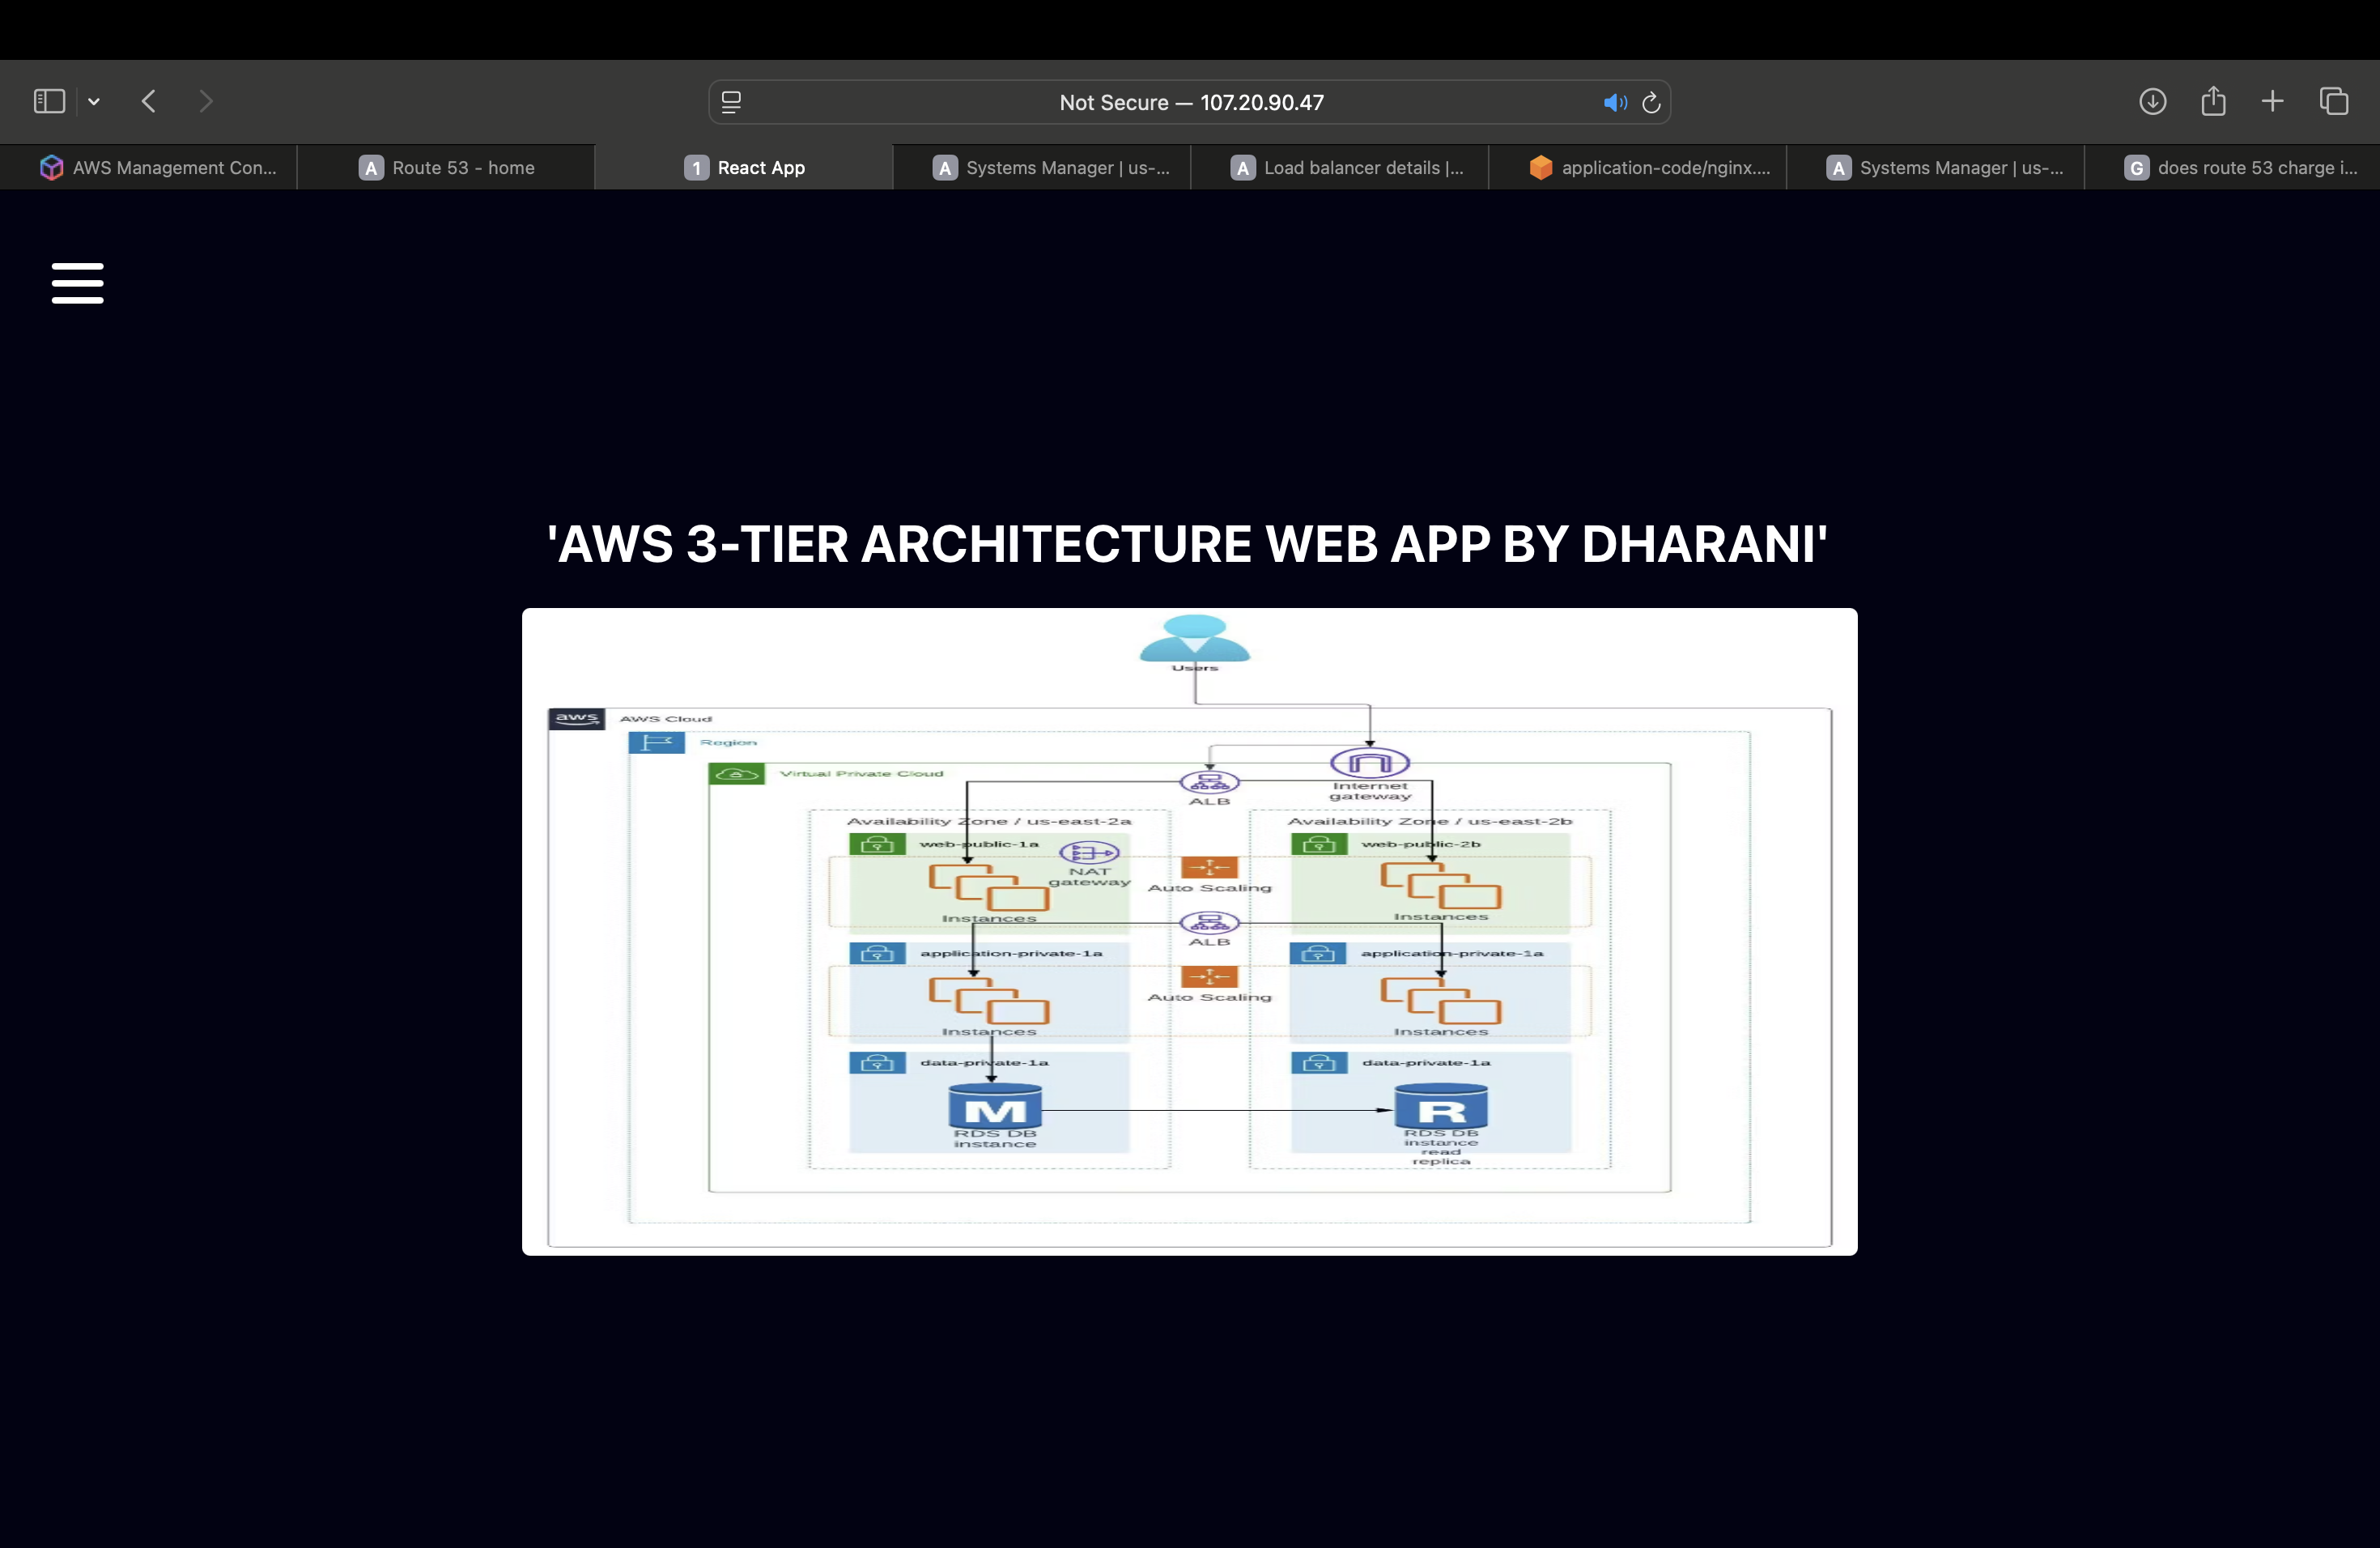 Not Secure — 107.20.90.47
AWS Management Con...
A Route 53 - home
1 React App
A Systems Manager | us-...
A Load balancer details |...
application-code/nginx....
A Systems Manager | us-...
G does route 53 charge i...
'AWS 3-TIER ARCHITECTURE WEB APP BY DHARANI'
Users
aws AWS Cloud
Region
Virtual Private Cloud
ALB
Internet
gateway
Availability Zone / us-east-2a
Availability Zone / us-east-2b
web-public-1a
web-public-2b
NAT
gateway
Auto Scaling
Instances
Instances
ALB
application-private-1a
application-private-1a
Auto Scaling
Instances
Instances
data-private-1a
data-private-1a
M
R
RDS DB
instance
RDS DB
instance
read
replica